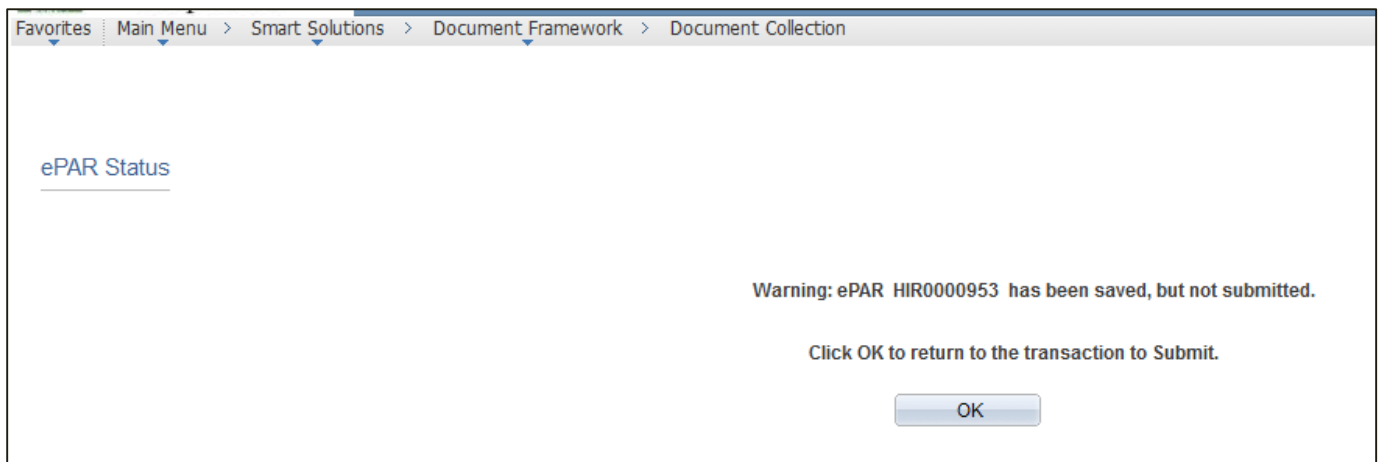 Favorites Main Menu > Smart Solutions > Document Framework > Document Collection
ePAR Status
Warning: ePAR HIR0000953 has been saved, but not submitted.
Click OK to return to the transaction to Submit.
OK